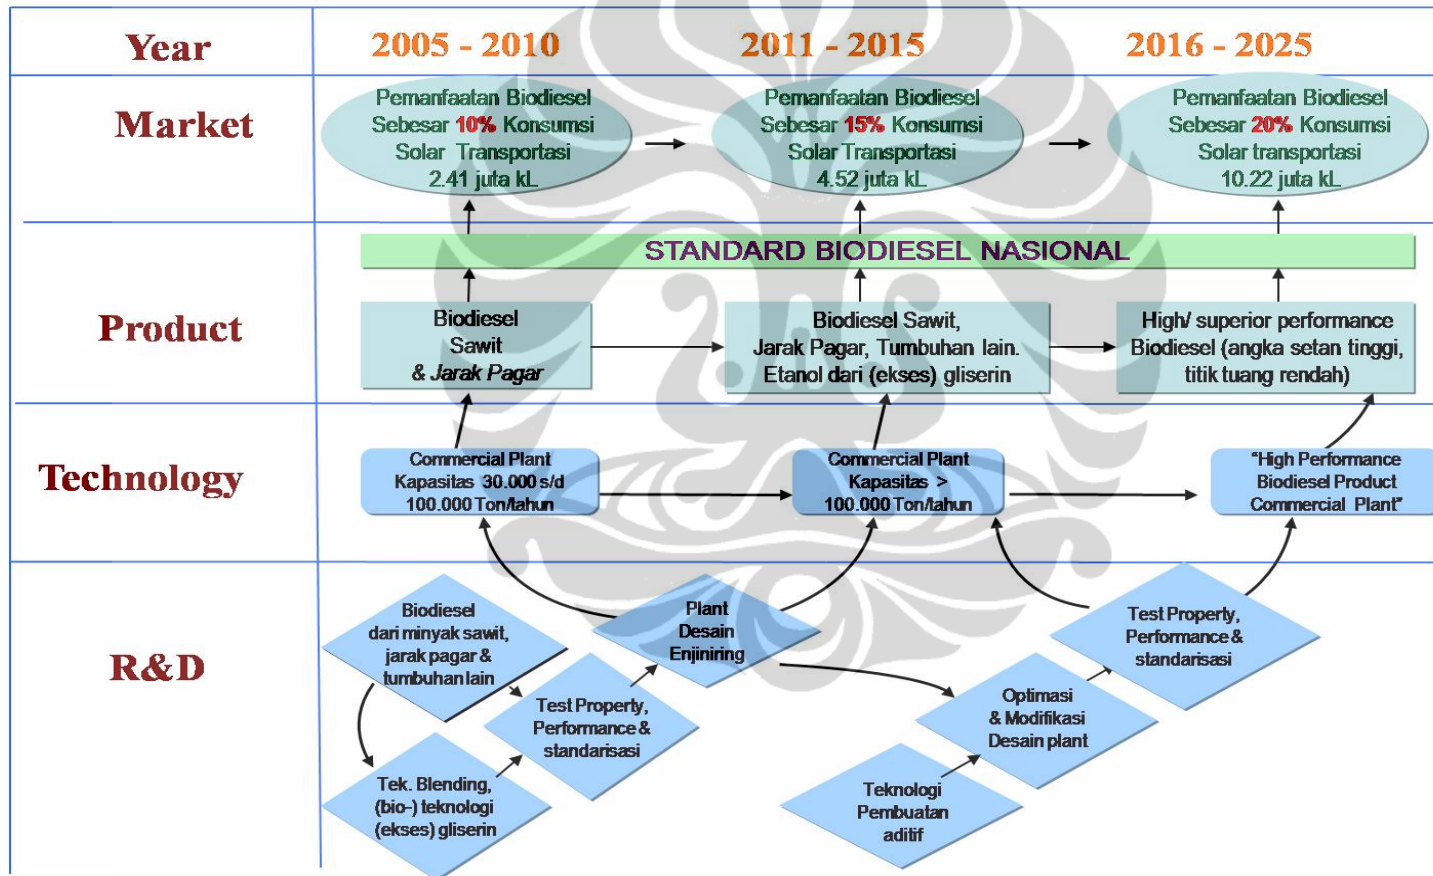 Year
2005 - 2010
2011 - 2015
2016 - 2025
Market
Pemanfaatan Biodiesel
Sebesar 10% Konsumsi
Solar Transportasi
2.41 juta kL
Pemanfaatan Biodiesel
Sebesar 15% Konsumsi
Solar Transportasi
4.52 juta kL
Pemanfaatan Biodiesel
Sebesar 20% Konsumsi
Solar transportasi
10.22 juta kL
STANDARD BIODIESEL NASIONAL
Product
Biodiesel
Sawit
& Jarak Pagar
Biodiesel Sawit,
Jarak Pagar, Tumbuhan lain.
Etanol dari (ekses) gliserin
High/ superior performance
Biodiesel (angka setan tinggi,
titik tuang rendah)
Technology
Commercial Plant
Kapasitas 30.000 s/d
100.000 Ton/tahun
Commercial Plant
Kapasitas >
100.000 Ton/tahun
“High Performance
Biodiesel Product
Commercial Plant”
R&D
Biodiesel
dari minyak sawit,
jarak pagar &
tumbuhan lain
Tek. Blending,
(bio-) teknologi
(ekses) gliserin
Test Property,
Performance &
standarisasi
Plant
Desain
Enjiniring
Teknologi
Pembuatan
aditif
Optimasi
& Modifikasi
Desain plant
Test Property,
Performance &
standarisasi